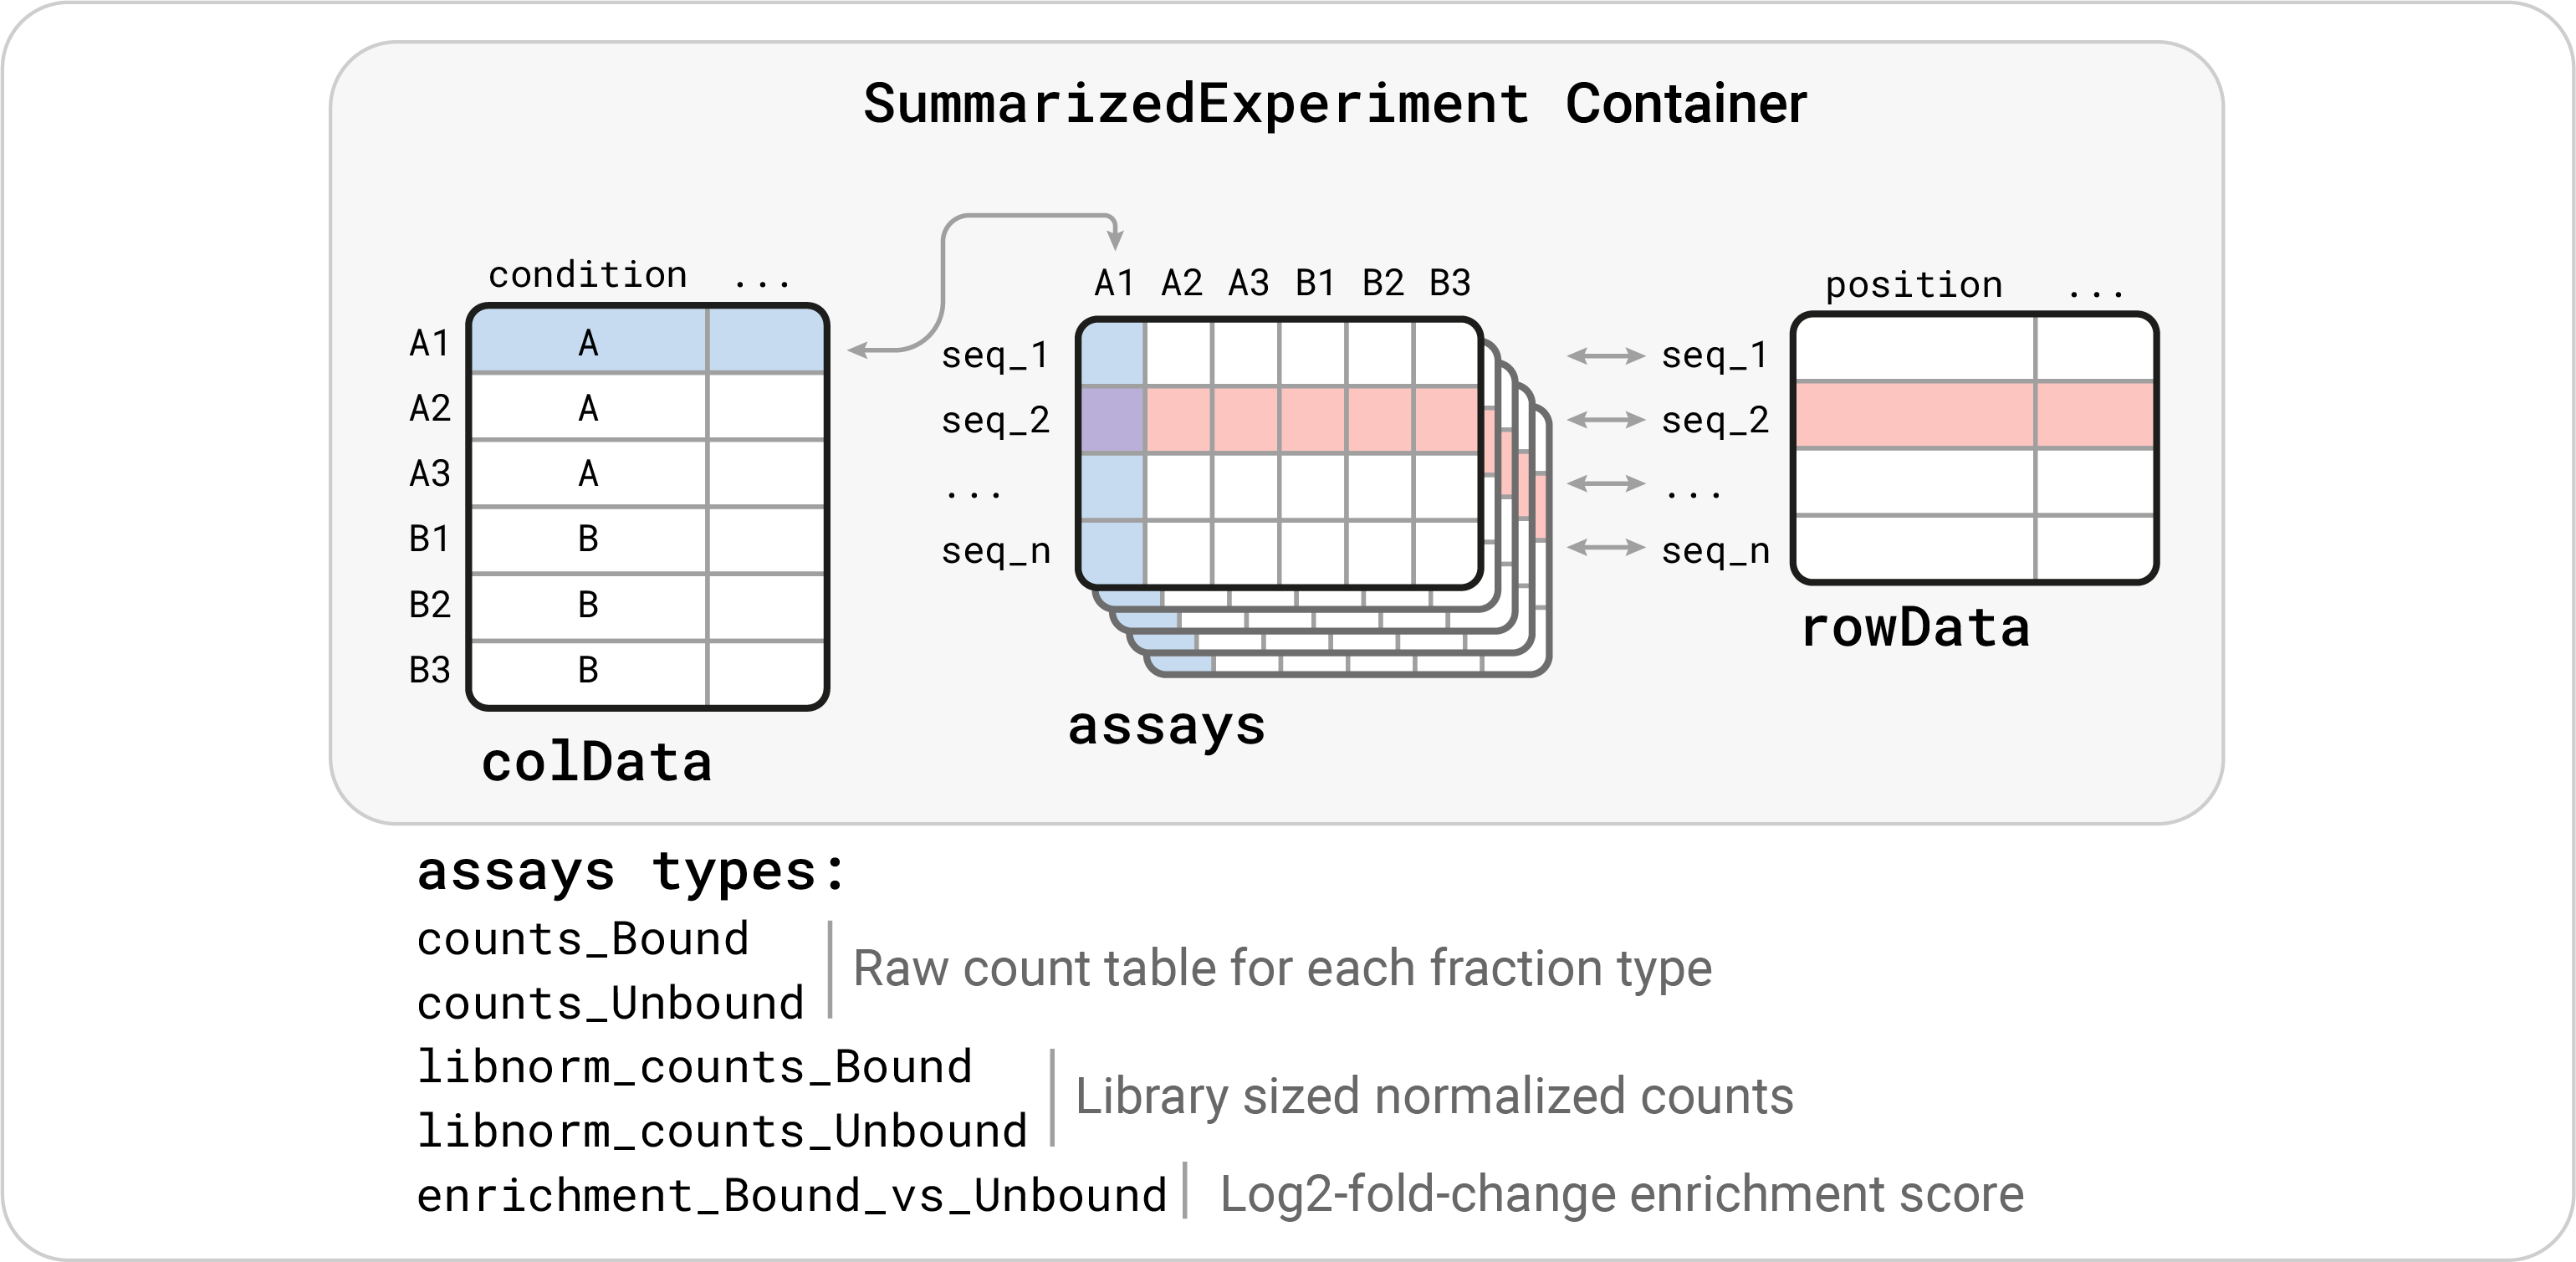 SummarizedExperiment Container
condition ...
A1 A
A2 A
A3 A
B1 B
B2 B
B3 B
colData
A1 A2 A3 B1 B2 B3
seq_1
seq_2
...
seq_n
assays
position ...
seq_1
seq_2
...
seq_n
rowData
assays types:
counts_Bound
counts_Unbound
Raw count table for each fraction type
libnorm_counts_Bound
libnorm_counts_Unbound
Library sized normalized counts
enrichment_Bound_vs_Unbound
Log2-fold-change enrichment score